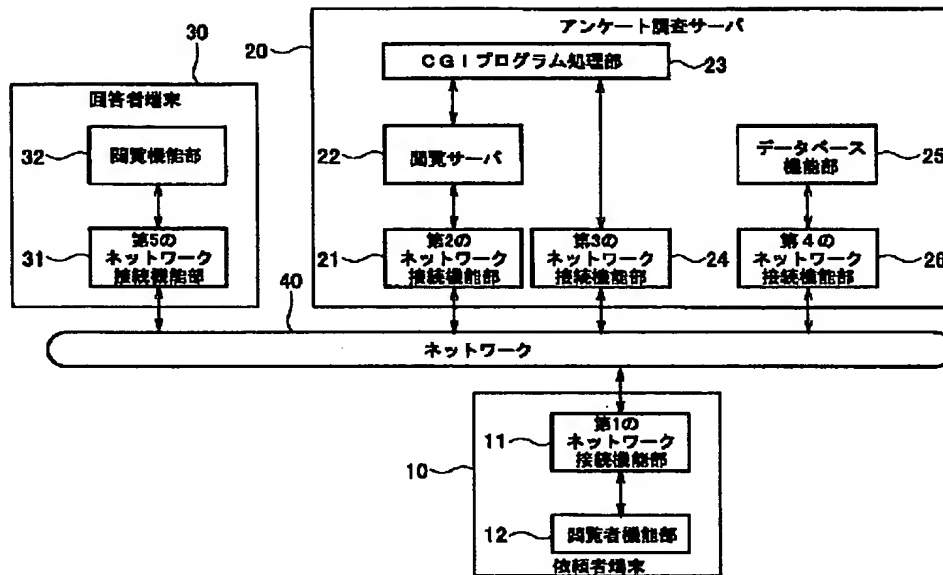 アンケート調査サーバ
20
CGIプログラム処理部
23
30
回答者端末
32
閲覧機能部
22
閲覧サーバ
データベース
機能部
25
31
第5の
ネットワーク
接続機能部
21
第2の
ネットワーク
接続機能部
第3の
ネットワーク
接続機能部
24
第4の
ネットワーク
接続機能部
26
40
ネットワーク
10
11
第1の
ネットワーク
接続機能部
12
閲覧者機能部
依頼者端末